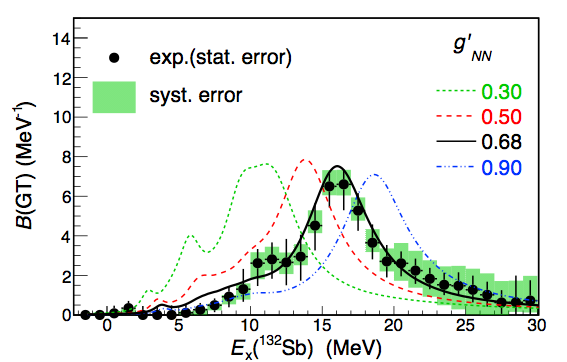 14
12
10
8
6
4
2
0
B(GT) (MeV⁻¹)
exp.(stat. error)
syst. error
g'NN
0.30
0.50
0.68
0.90
0 5 10 15 20 25 30
Ex(¹³²Sb) (MeV)